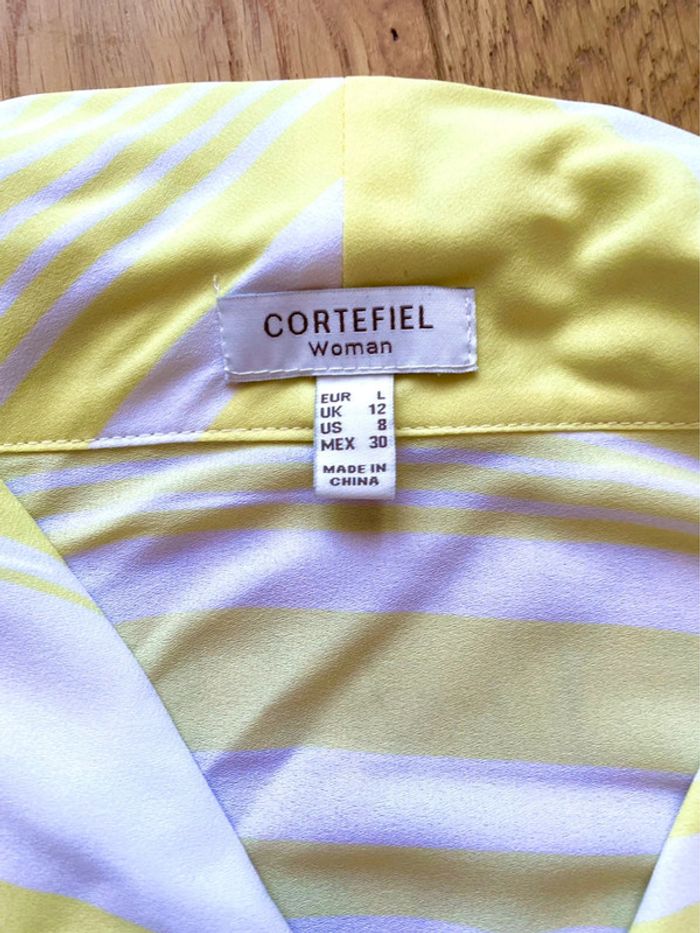 CORTEFIEL
Woman
EUR L
UK 12
US 8
MEX 30
MADE IN
CHINA